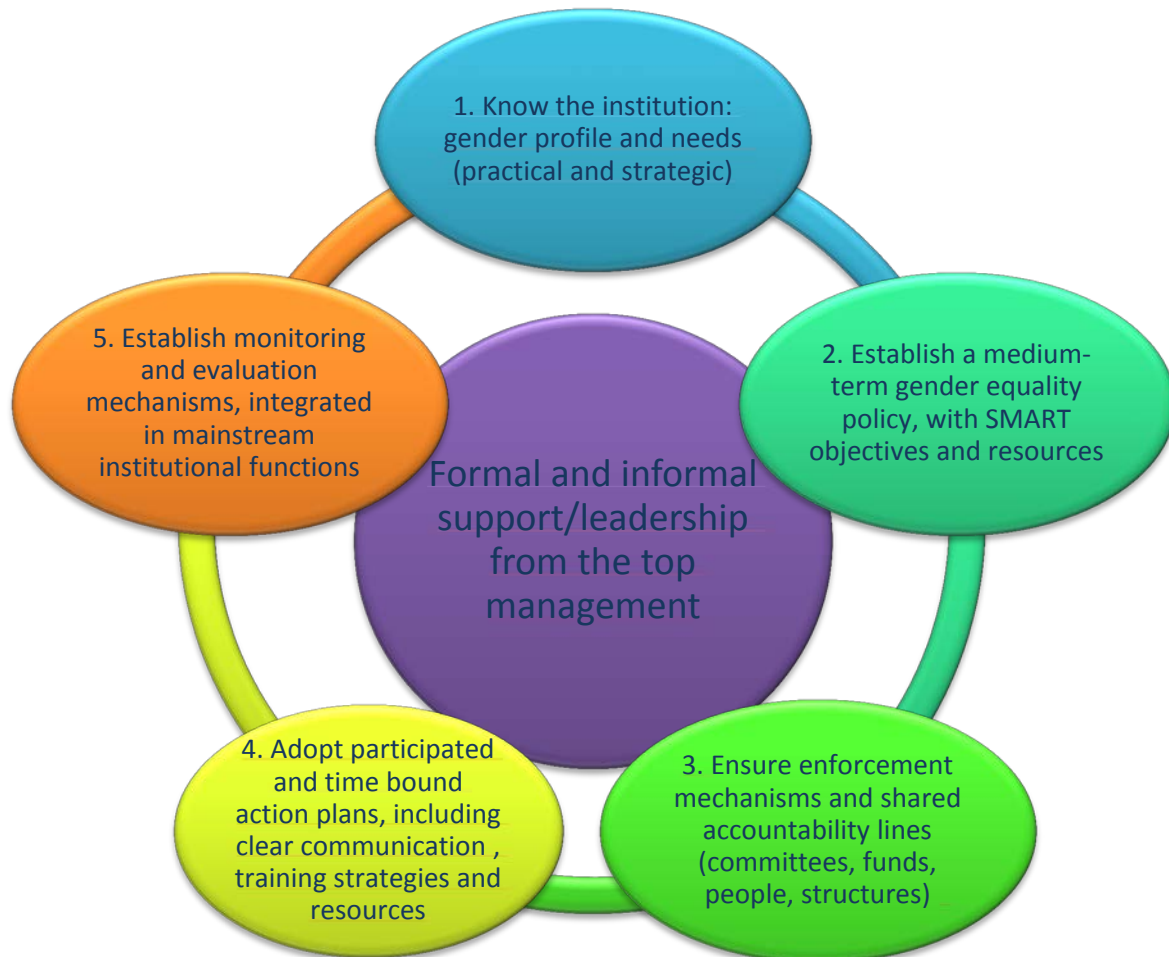 1. Know the institution:
gender profile and needs
(practical and strategic)
2. Establish a medium-
term gender equality
policy, with SMART
objectives and resources
3. Ensure enforcement
mechanisms and shared
accountability lines
(committees, funds,
people, structures)
4. Adopt participated
and time bound
action plans, including
clear communication ,
training strategies and
resources
5. Establish monitoring
and evaluation
mechanisms, integrated
in mainstream
institutional functions
Formal and informal
support/leadership
from the top
management